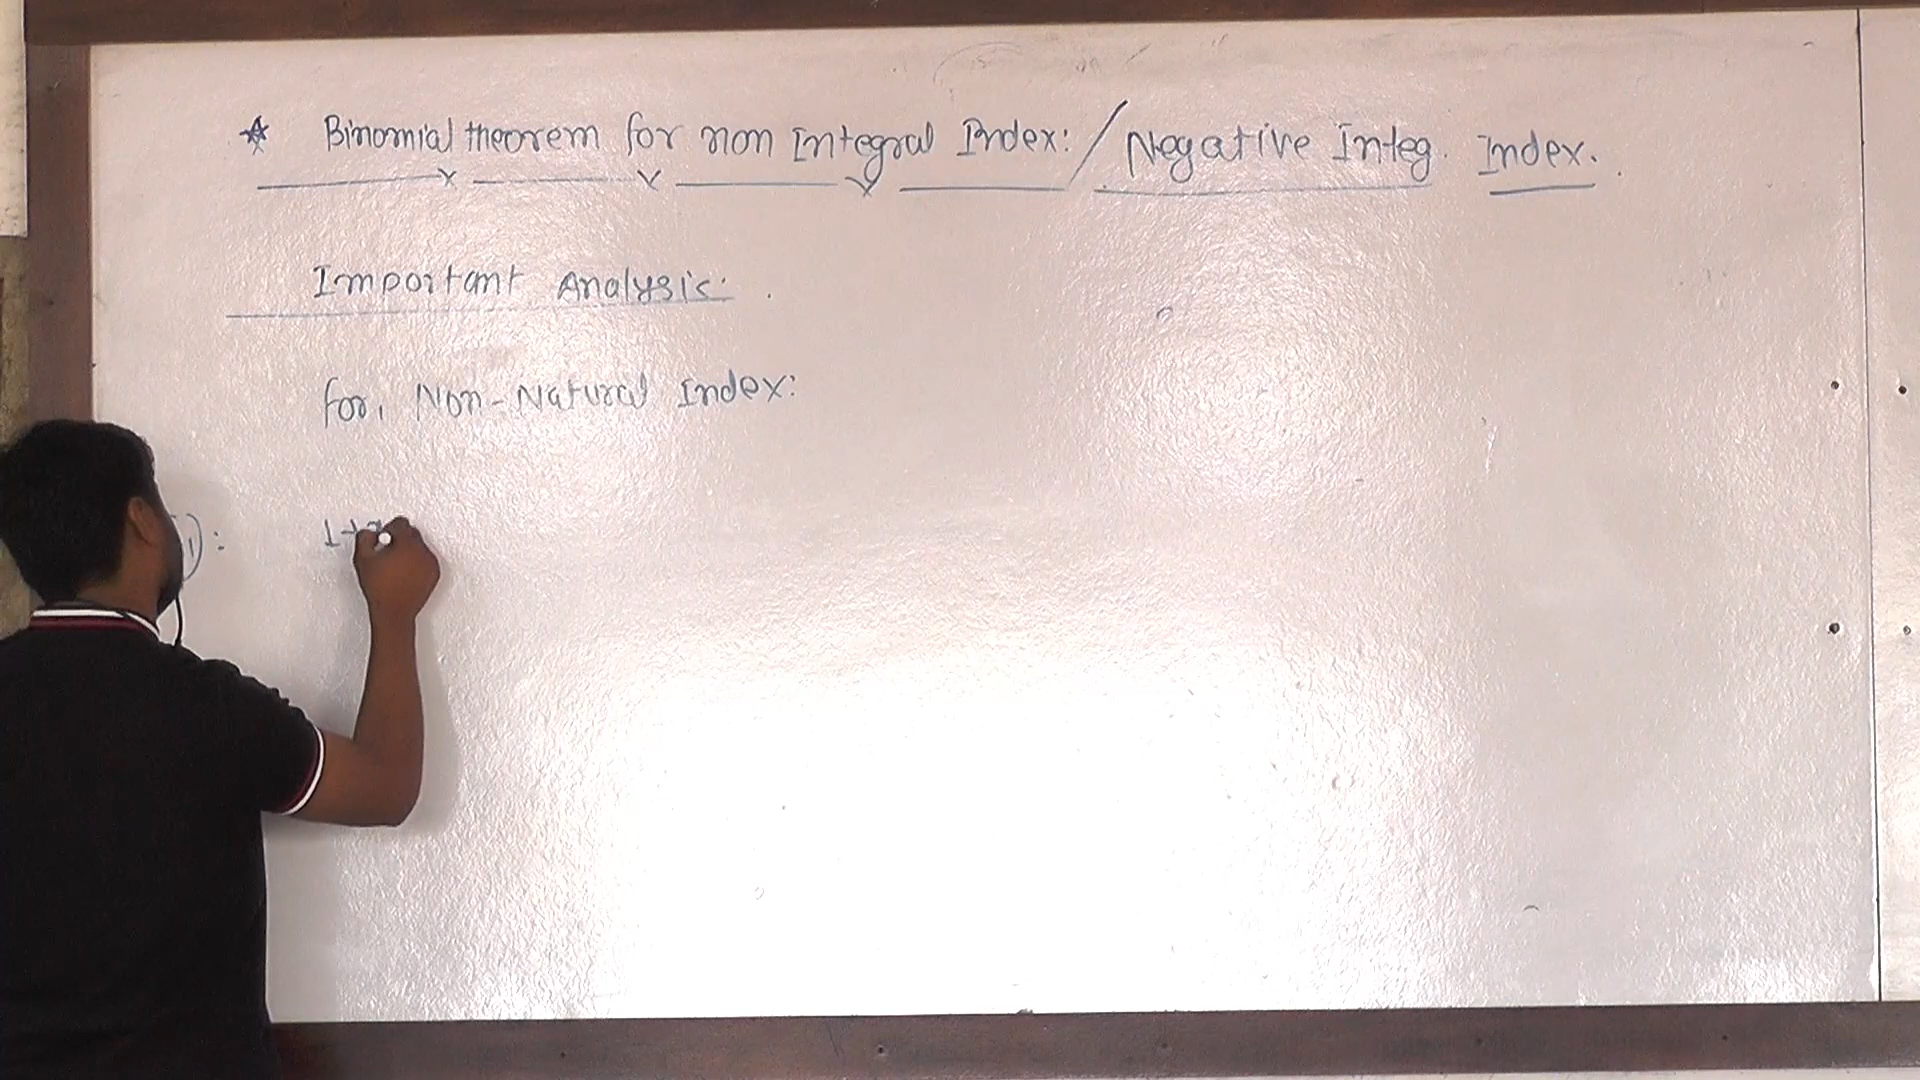 * Binomial theorem for non Integral Index: / Negative Integ. Index.
Important Analysis:
for, Non-Natural Index:
(i): 1+x